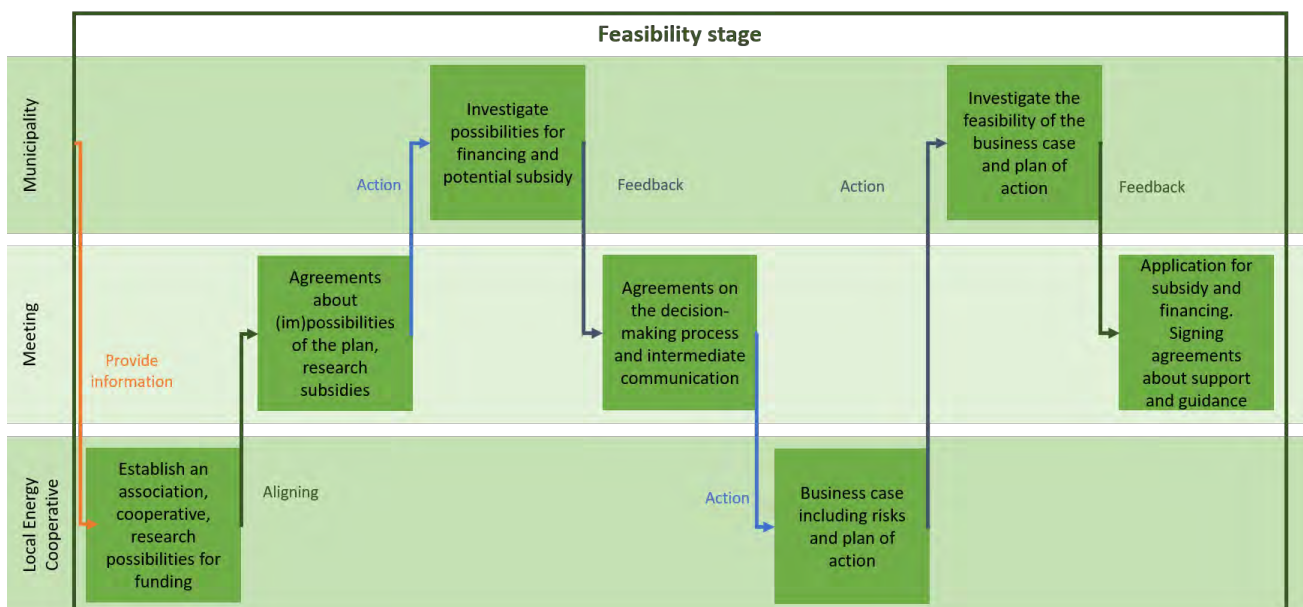 Feasibility stage
Municipality
Investigate
possibilities for
financing and
potential subsidy
Investigate the
feasibility of the
business case
and plan of
action
Action
Feedback
Action
Feedback
Meeting
Agreements
about
(im)possibilities
of the plan,
research
subsidies
Agreements on
the decision-
making process
and intermediate
communication
Application for
subsidy and
financing.
Signing
agreements
about support
and guidance
Provide
information
Local Energy
Cooperative
Establish an
association,
cooperative,
research
possibilities for
funding
Aligning
Action
Business case
including risks
and plan of
action